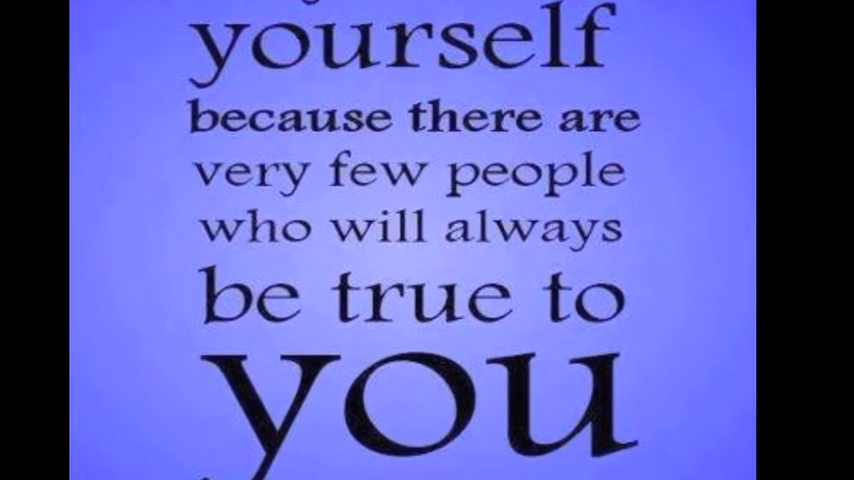 yourself
because there are
very few people
who will always
be true to
you